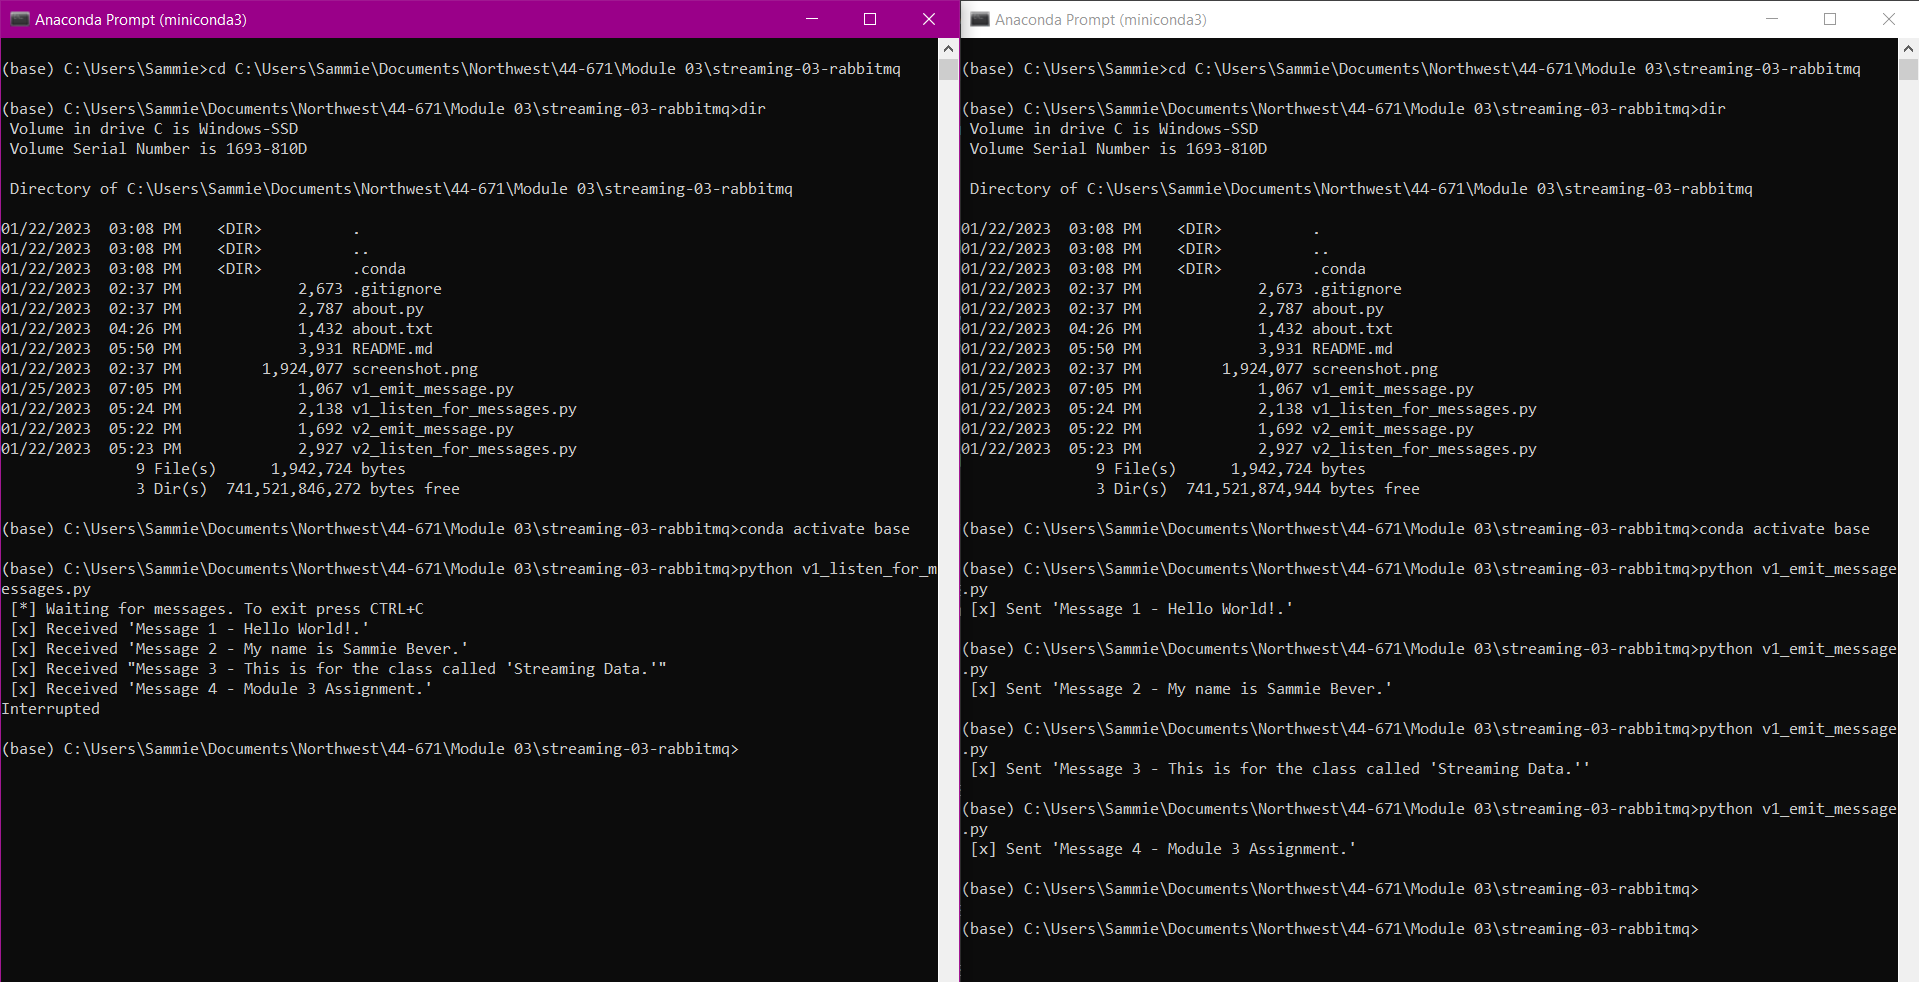 Anaconda Prompt (miniconda3)
(base) C:\Users\Sammie>cd C:\Users\Sammie\Documents\Northwest\44-671\Module 03\streaming-03-rabbitmq
(base) C:\Users\Sammie\Documents\Northwest\44-671\Module 03\streaming-03-rabbitmq>dir
Volume in drive C is Windows-SSD
Volume Serial Number is 1693-810D
Directory of C:\Users\Sammie\Documents\Northwest\44-671\Module 03\streaming-03-rabbitmq
01/22/2023  03:08 PM    <DIR>          .
01/22/2023  03:08 PM    <DIR>          ..
01/22/2023  03:08 PM    <DIR>          .conda
01/22/2023  02:37 PM             2,673 .gitignore
01/22/2023  02:37 PM             2,787 about.py
01/22/2023  04:26 PM             1,432 about.txt
01/22/2023  05:50 PM             3,931 README.md
01/22/2023  02:37 PM         1,924,077 screenshot.png
01/25/2023  07:05 PM             1,067 v1_emit_message.py
01/22/2023  05:24 PM             2,138 v1_listen_for_messages.py
01/22/2023  05:22 PM             1,692 v2_emit_message.py
01/22/2023  05:23 PM             2,927 v2_listen_for_messages.py
9 File(s)      1,942,724 bytes
3 Dir(s)  741,521,846,272 bytes free
(base) C:\Users\Sammie\Documents\Northwest\44-671\Module 03\streaming-03-rabbitmq>conda activate base
(base) C:\Users\Sammie\Documents\Northwest\44-671\Module 03\streaming-03-rabbitmq>python v1_listen_for_m
essages.py
[*] Waiting for messages. To exit press CTRL+C
[x] Received 'Message 1 - Hello World!.'
[x] Received 'Message 2 - My name is Sammie Bever.'
[x] Received "Message 3 - This is for the class called 'Streaming Data.'"
[x] Received 'Message 4 - Module 3 Assignment.'
Interrupted
(base) C:\Users\Sammie\Documents\Northwest\44-671\Module 03\streaming-03-rabbitmq>
Anaconda Prompt (miniconda3)
(base) C:\Users\Sammie>cd C:\Users\Sammie\Documents\Northwest\44-671\Module 03\streaming-03-rabbitmq
(base) C:\Users\Sammie\Documents\Northwest\44-671\Module 03\streaming-03-rabbitmq>dir
Volume in drive C is Windows-SSD
Volume Serial Number is 1693-810D
Directory of C:\Users\Sammie\Documents\Northwest\44-671\Module 03\streaming-03-rabbitmq
01/22/2023  03:08 PM    <DIR>          .
01/22/2023  03:08 PM    <DIR>          ..
01/22/2023  03:08 PM    <DIR>          .conda
01/22/2023  02:37 PM             2,673 .gitignore
01/22/2023  02:37 PM             2,787 about.py
01/22/2023  04:26 PM             1,432 about.txt
01/22/2023  05:50 PM             3,931 README.md
01/22/2023  02:37 PM         1,924,077 screenshot.png
01/25/2023  07:05 PM             1,067 v1_emit_message.py
01/22/2023  05:24 PM             2,138 v1_listen_for_messages.py
01/22/2023  05:22 PM             1,692 v2_emit_message.py
01/22/2023  05:23 PM             2,927 v2_listen_for_messages.py
9 File(s)      1,942,724 bytes
3 Dir(s)  741,521,874,944 bytes free
(base) C:\Users\Sammie\Documents\Northwest\44-671\Module 03\streaming-03-rabbitmq>conda activate base
(base) C:\Users\Sammie\Documents\Northwest\44-671\Module 03\streaming-03-rabbitmq>python v1_emit_message
.py
[x] Sent 'Message 1 - Hello World!.'
(base) C:\Users\Sammie\Documents\Northwest\44-671\Module 03\streaming-03-rabbitmq>python v1_emit_message
.py
[x] Sent 'Message 2 - My name is Sammie Bever.'
(base) C:\Users\Sammie\Documents\Northwest\44-671\Module 03\streaming-03-rabbitmq>python v1_emit_message
.py
[x] Sent 'Message 3 - This is for the class called 'Streaming Data.''
(base) C:\Users\Sammie\Documents\Northwest\44-671\Module 03\streaming-03-rabbitmq>python v1_emit_message
.py
[x] Sent 'Message 4 - Module 3 Assignment.'
(base) C:\Users\Sammie\Documents\Northwest\44-671\Module 03\streaming-03-rabbitmq>
(base) C:\Users\Sammie\Documents\Northwest\44-671\Module 03\streaming-03-rabbitmq>